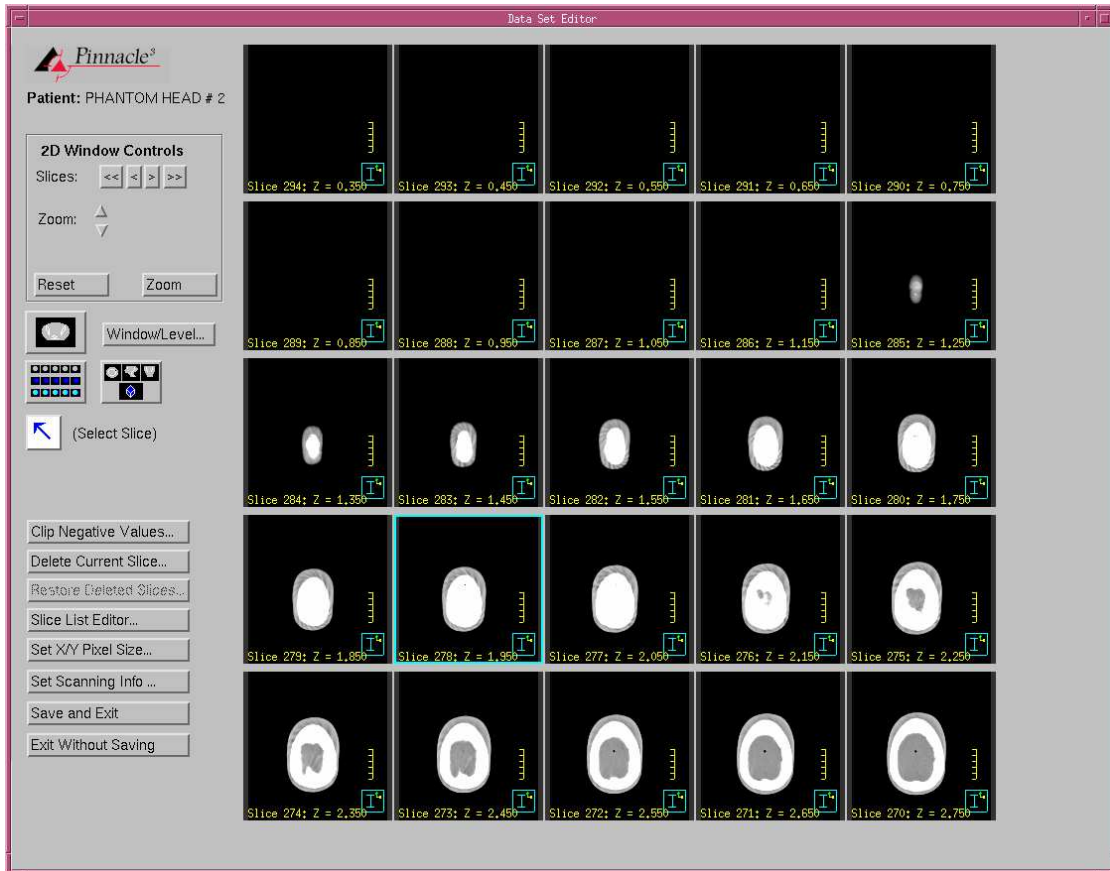 Data Set Editor
Pinnacle³
Patient: PHANTOM HEAD # 2
2D Window Controls
Slices: << < > >>
Zoom:
Reset Zoom
Window/Level...
(Select Slice)
Clip Negative Values...
Delete Current Slice...
Restore Deleted Slices...
Slice List Editor...
Set X/Y Pixel Size...
Set Scanning Info ...
Save and Exit
Exit Without Saving
Slice 294: Z = 0.350 Slice 293: Z = 0.450 Slice 292: Z = 0.550 Slice 291: Z = 0.650 Slice 290: Z = 0.750
Slice 289: Z = 0.850 Slice 288: Z = 0.950 Slice 287: Z = 1.050 Slice 286: Z = 1.150 Slice 285: Z = 1.250
Slice 284: Z = 1.350 Slice 283: Z = 1.450 Slice 282: Z = 1.550 Slice 281: Z = 1.650 Slice 280: Z = 1.750
Slice 279: Z = 1.850 Slice 278: Z = 1.950 Slice 277: Z = 2.050 Slice 276: Z = 2.150 Slice 275: Z = 2.250
Slice 274: Z = 2.350 Slice 273: Z = 2.450 Slice 272: Z = 2.550 Slice 271: Z = 2.650 Slice 270: Z = 2.750